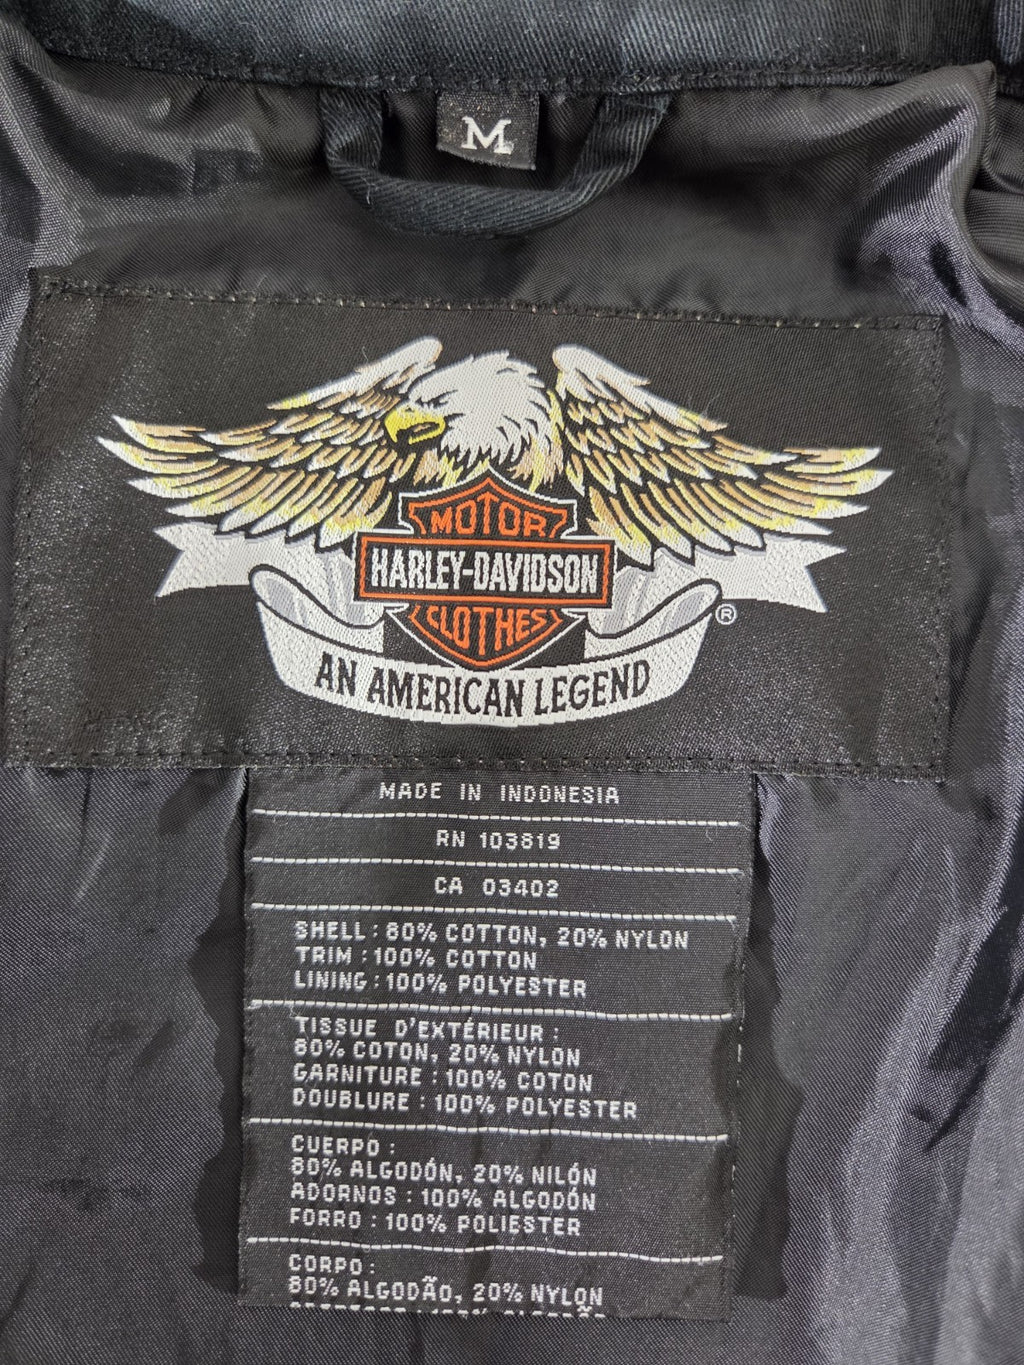 M
MOTOR
HARLEY-DAVIDSON
CLOTHES
®
AN AMERICAN LEGEND
MADE IN INDONESIA
RN 103819
CA 03402
SHELL : 80% COTTON, 20% NYLON
TRIM : 100% COTTON
LINING : 100% POLYESTER
TISSUE D'EXTÉRIEUR :
80% COTON, 20% NYLON
GARNITURE : 100% COTON
DOUBLURE : 100% POLYESTER
CUERPO :
80% ALGODÓN, 20% NILÓN
ADORNOS : 100% ALGODÓN
FORRO : 100% POLIESTER
CORPO :
80% ALGODÃO, 20% NYLON